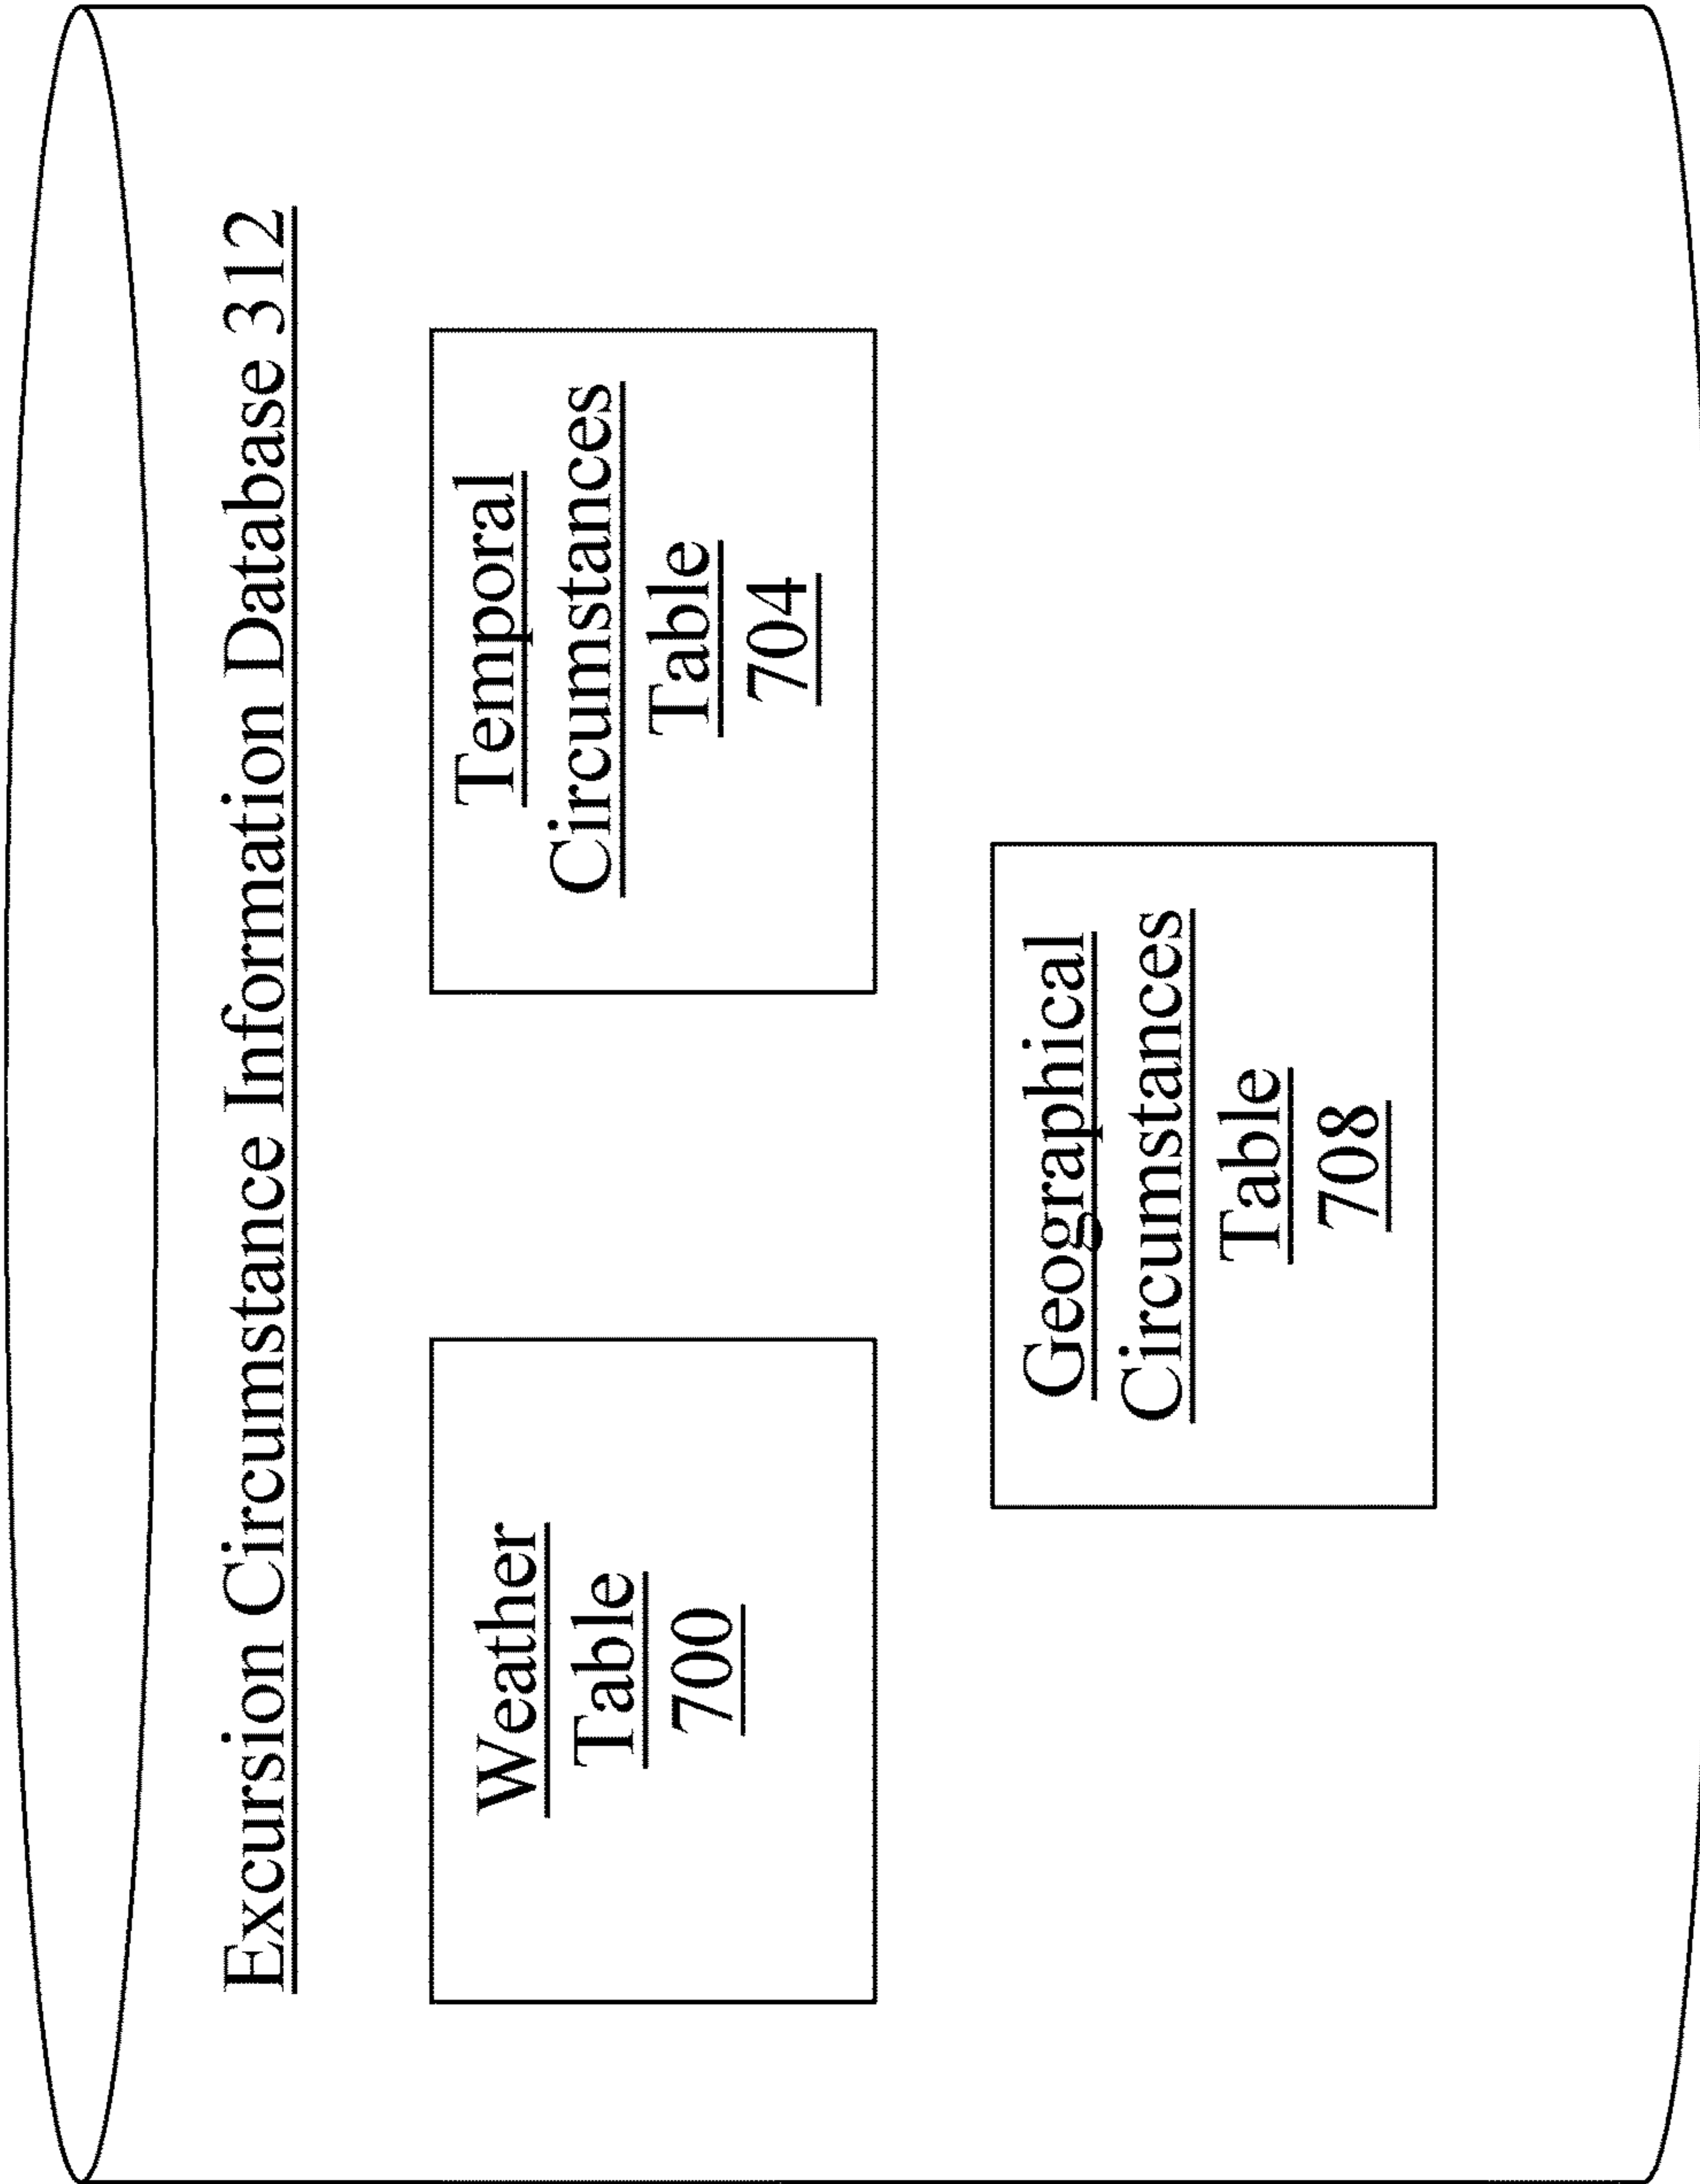 Excursion Circumstance Information Database 312
Weather
Table
700
Temporal
Circumstances
Table
704
Geographical
Circumstances
Table
708